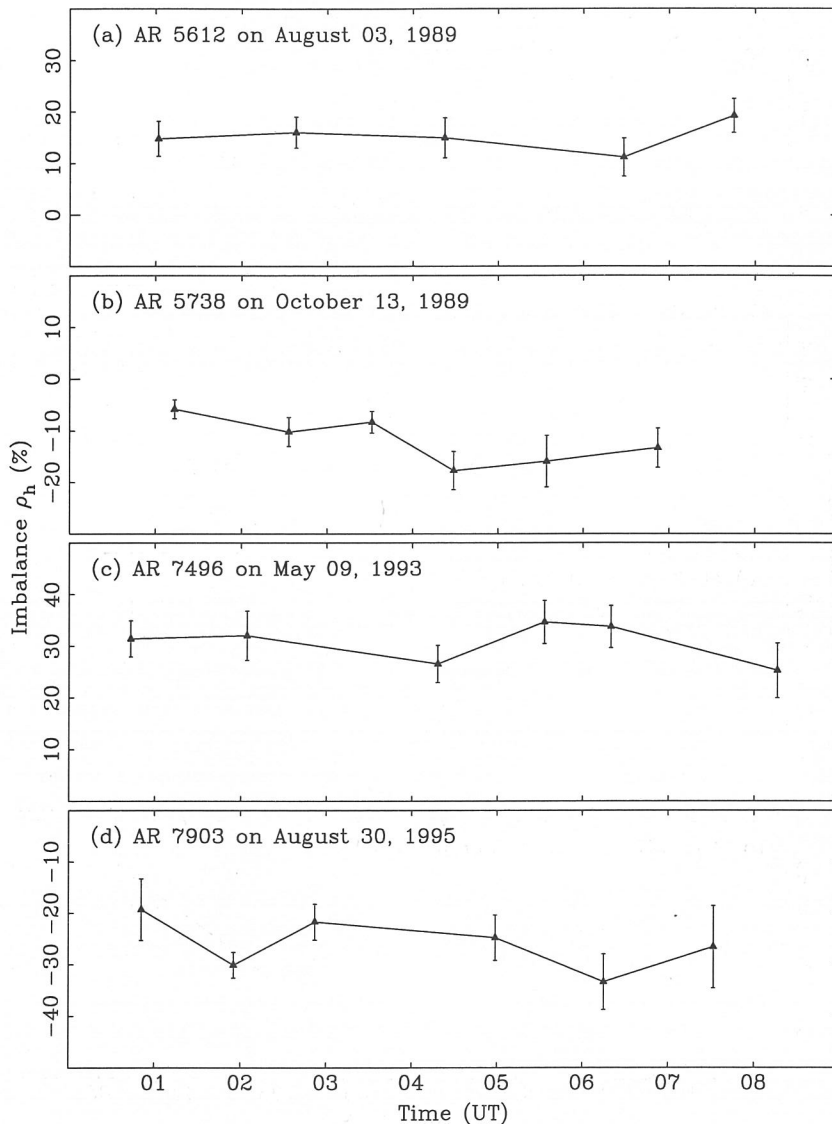 (a) AR 5612 on August 03, 1989
30
20
10
0
(b) AR 5738 on October 13, 1989
10
0
−10
−20
Imbalance ρh (%)
(c) AR 7496 on May 09, 1993
40
30
20
10
(d) AR 7903 on August 30, 1995
−10
−20
−30
−40
01 02 03 04 05 06 07 08
Time (UT)